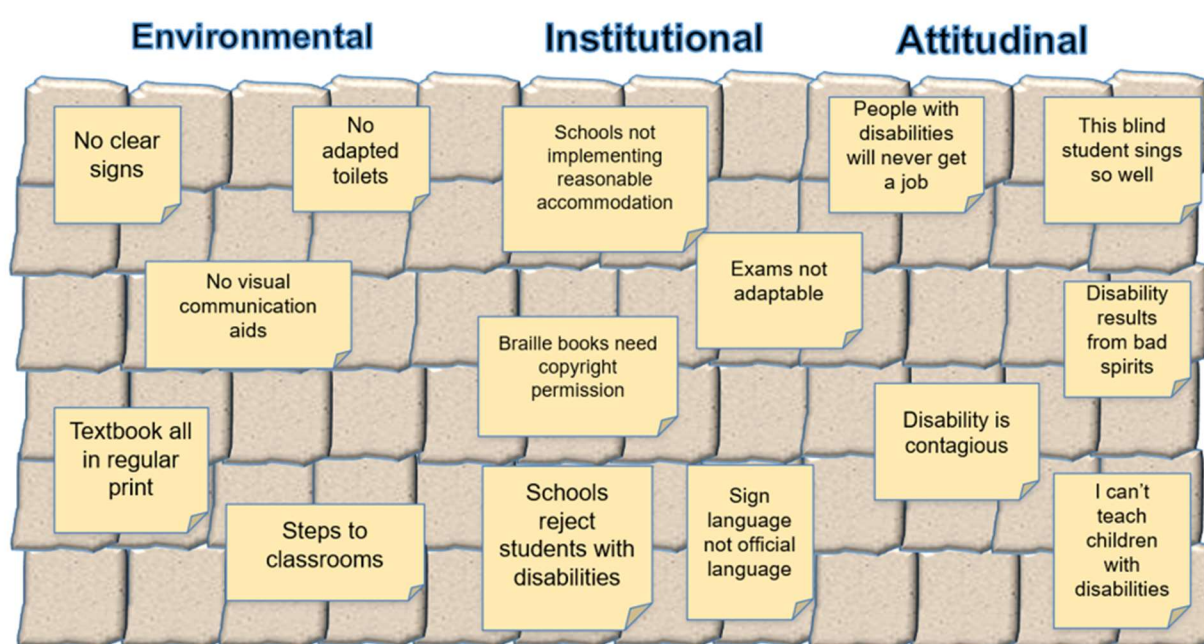 Environmental
Institutional
Attitudinal
No clear
signs
No
adapted
toilets
No visual
communication
aids
Textbook all
in regular
print
Steps to
classrooms
Schools not
implementing
reasonable
accommodation
Exams not
adaptable
Braille books need
copyright
permission
Schools
reject
students with
disabilities
Sign
language
not official
language
People with
disabilities
will never get
a job
This blind
student sings
so well
Disability
results
from bad
spirits
Disability is
contagious
I can’t
teach
children
with
disabilities